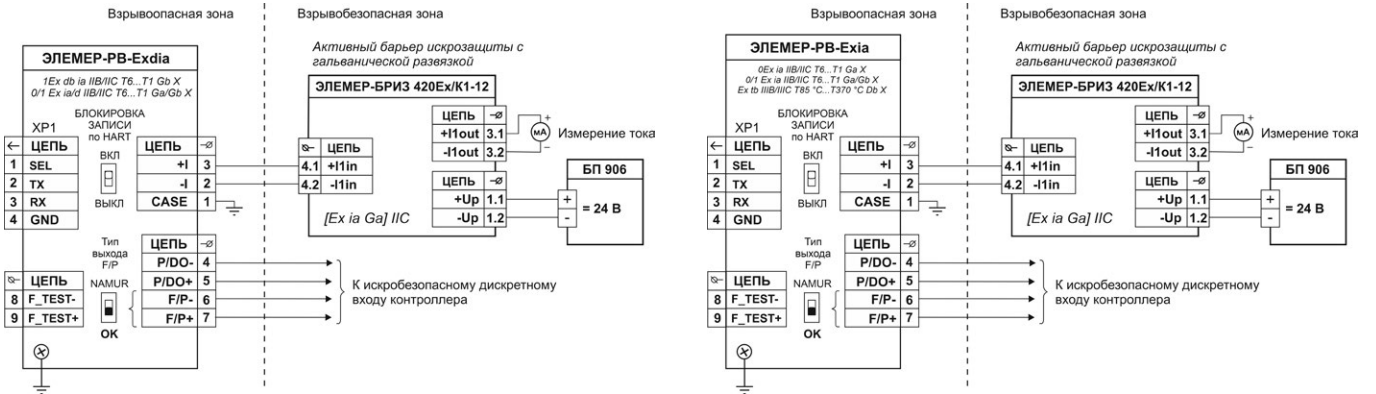 Взрывоопасная зона
Взрывобезопасная зона
ЭЛЕМЕР-РВ-Exdia
1Ex db ia IIB/IIC T6...T1 Gb X
0/1 Ex ia/d IIB/IIC T6...T1 Ga/Gb X
БЛОКИРОВКА
ЗАПИСИ
по HART
ВКЛ
ВЫКЛ
XP1
ЦЕПЬ
1 SEL
2 TX
3 RX
4 GND
ЦЕПЬ
+I 3
-I 2
CASE 1
Тип
выхода
F/P
NAMUR
OK
ЦЕПЬ
P/DO- 4
P/DO+ 5
F/P- 6
F/P+ 7
ЦЕПЬ
8 F_TEST-
9 F_TEST+
Активный барьер искрозащиты с
гальванической развязкой
ЭЛЕМЕР-БРИЗ 420Ex/К1-12
ЦЕПЬ
+I1out 3.1
-I1out 3.2
+
мА
−
Измерение тока
ЦЕПЬ
4.1 +I1in
4.2 -I1in
ЦЕПЬ
+Up 1.1
-Up 1.2
[Ex ia Ga] IIC
БП 906
+
-
= 24 В
К искробезопасному дискретному
входу контроллера
Взрывоопасная зона
Взрывобезопасная зона
ЭЛЕМЕР-РВ-Exia
0Ex ia IIB/IIC T6...T1 Ga X
0/1 Ex ia IIB/IIC T6...T1 Ga/Gb X
Ex tb IIIB/IIIC T85 °C...T370 °C Db X
БЛОКИРОВКА
ЗАПИСИ
по HART
ВКЛ
ВЫКЛ
XP1
ЦЕПЬ
1 SEL
2 TX
3 RX
4 GND
ЦЕПЬ
+I 3
-I 2
CASE 1
Тип
выхода
F/P
NAMUR
OK
ЦЕПЬ
P/DO- 4
P/DO+ 5
F/P- 6
F/P+ 7
ЦЕПЬ
8 F_TEST-
9 F_TEST+
Активный барьер искрозащиты с
гальванической развязкой
ЭЛЕМЕР-БРИЗ 420Ex/К1-12
ЦЕПЬ
+I1out 3.1
-I1out 3.2
+
мА
−
Измерение тока
ЦЕПЬ
4.1 +I1in
4.2 -I1in
ЦЕПЬ
+Up 1.1
-Up 1.2
[Ex ia Ga] IIC
БП 906
+
-
= 24 В
К искробезопасному дискретному
входу контроллера